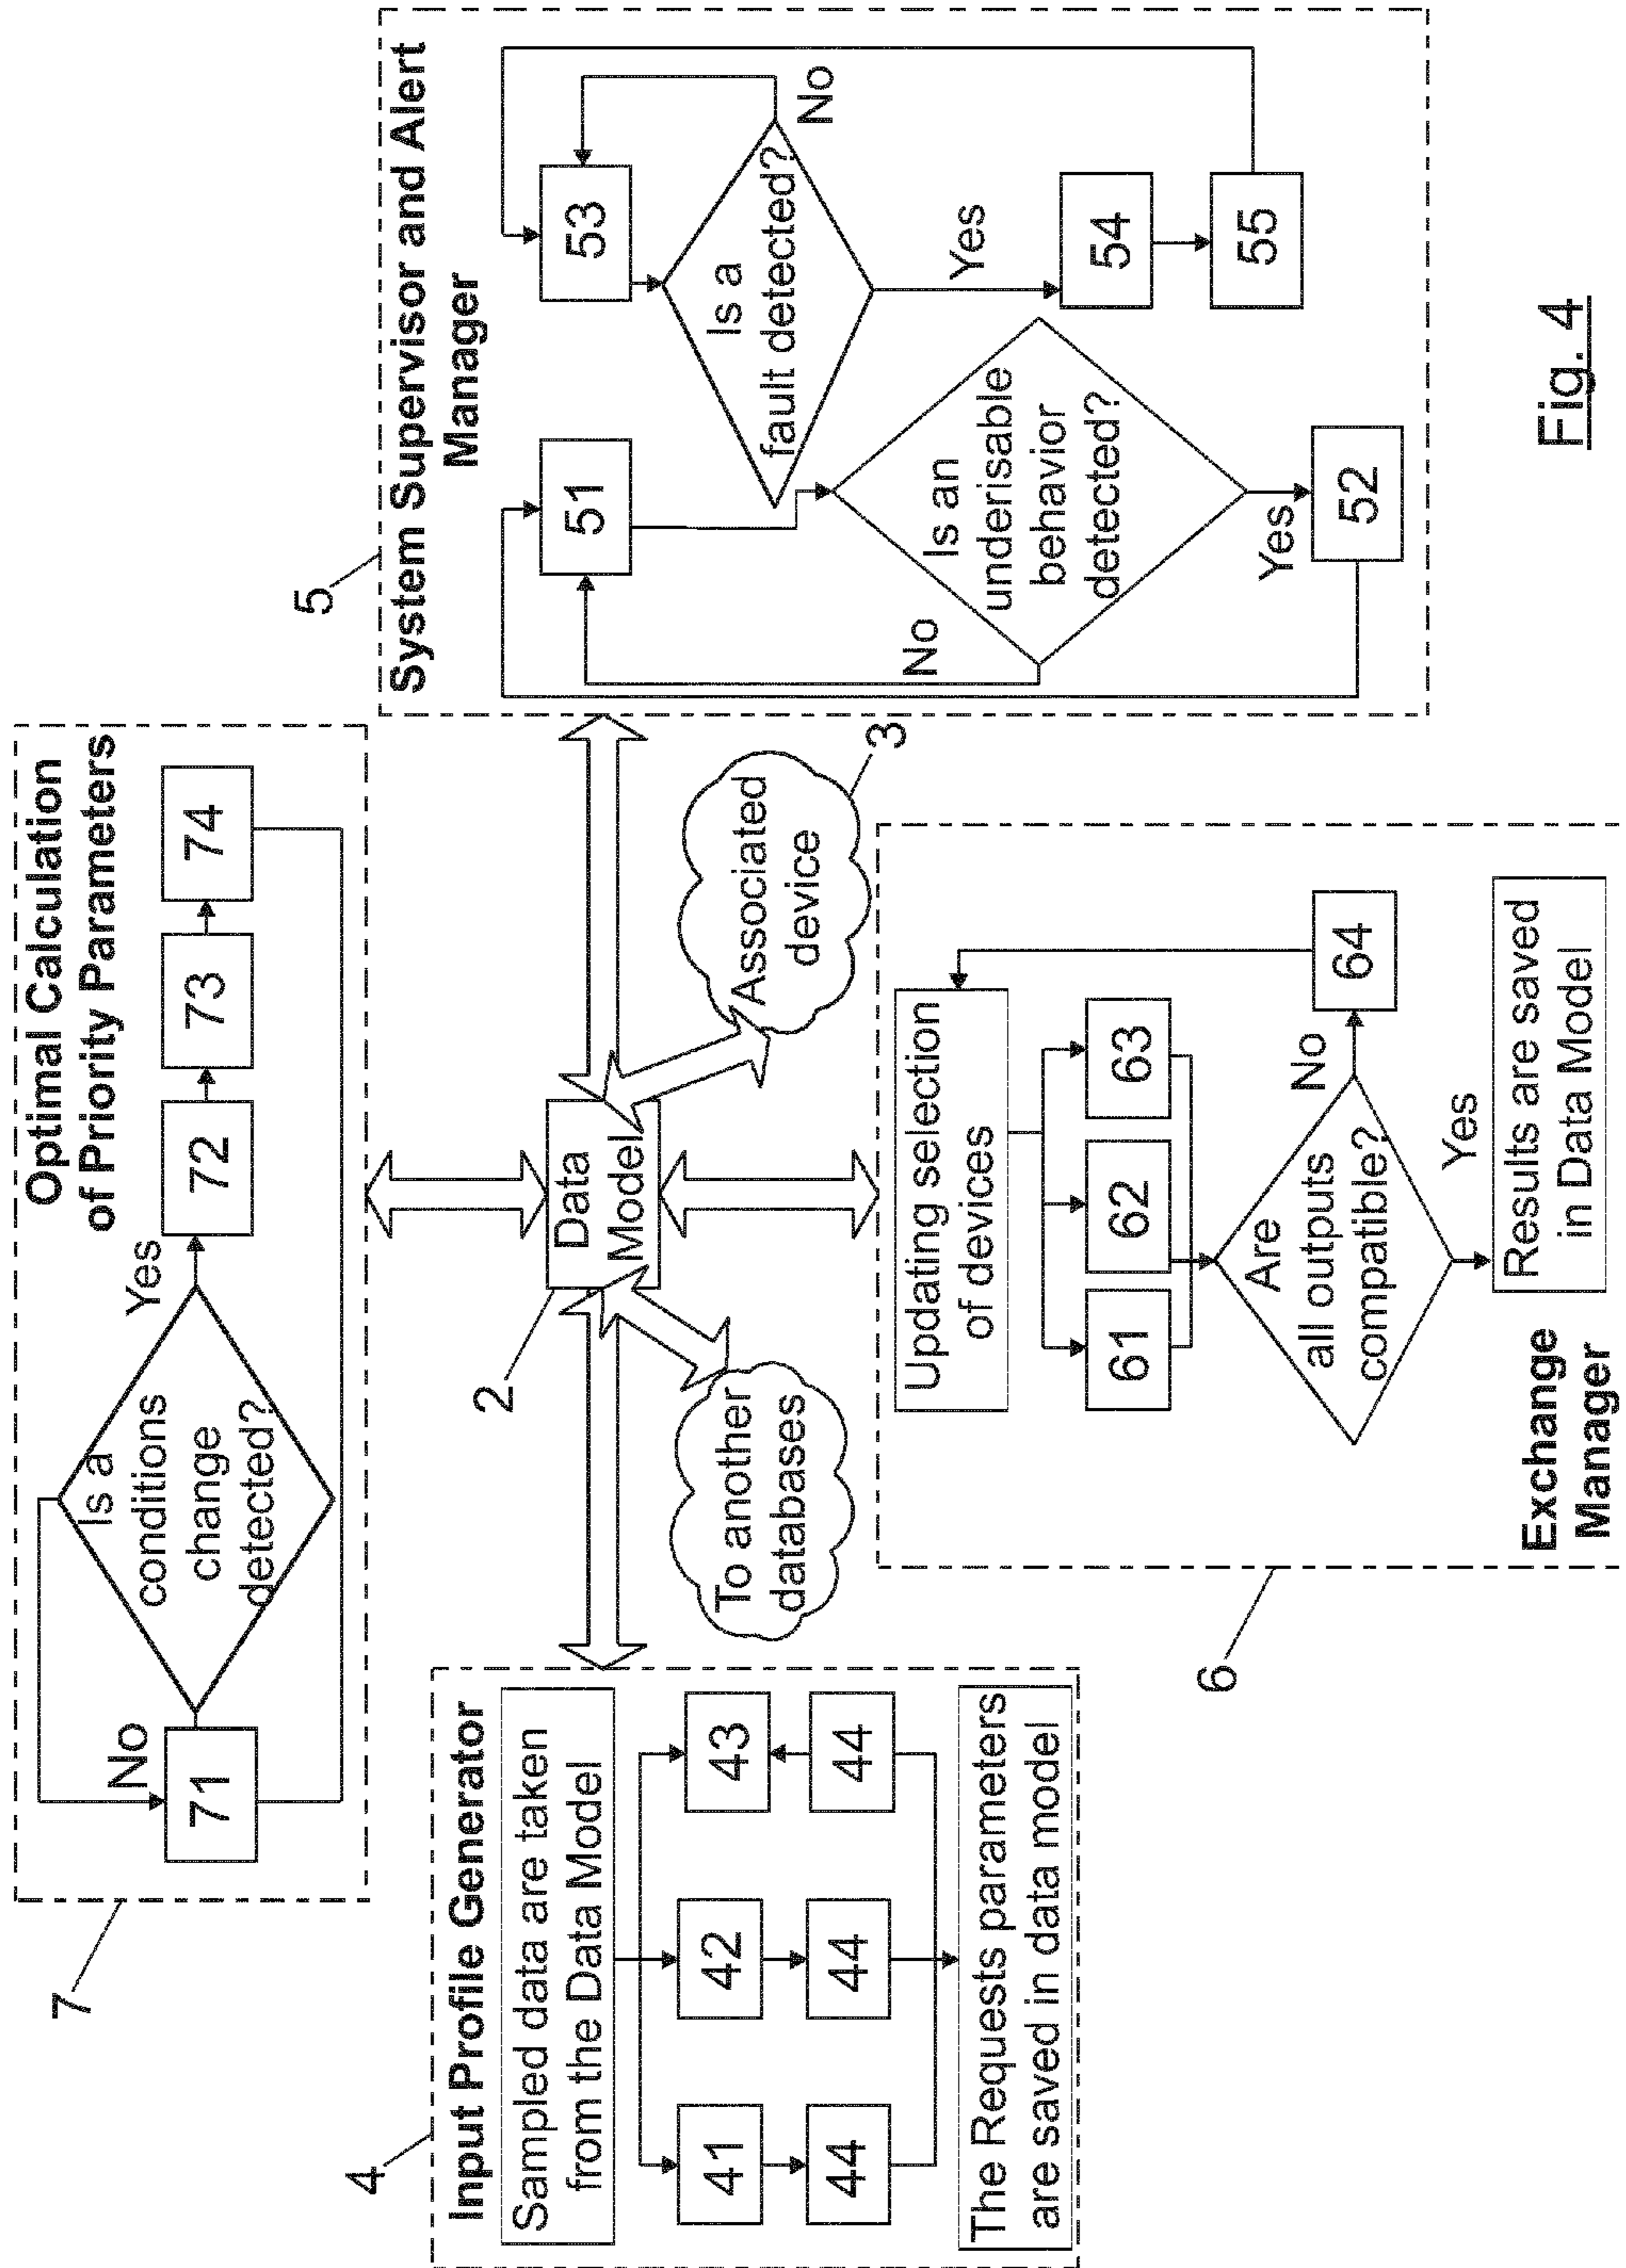 7
Optimal Calculation
of Priority Parameters
No
71
Is a
conditions
change
detected?
Yes
72
73
74
4
Input Profile Generator
Sampled data are taken
from the Data Model
41
42
43
44
44
44
The Requests parameters
are saved in data model
2
Data
Model
To another
databases
Associated
device
3
5
System Supervisor and Alert
Manager
51
53
No
Is an
underisable
behavior
detected?
Yes
52
Is a
fault detected?
No
Yes
54
55
6
Updating selection
of devices
61
62
63
Are
all outputs
compatible?
No
64
Yes
Results are saved
in Data Model
Exchange
Manager
Fig. 4